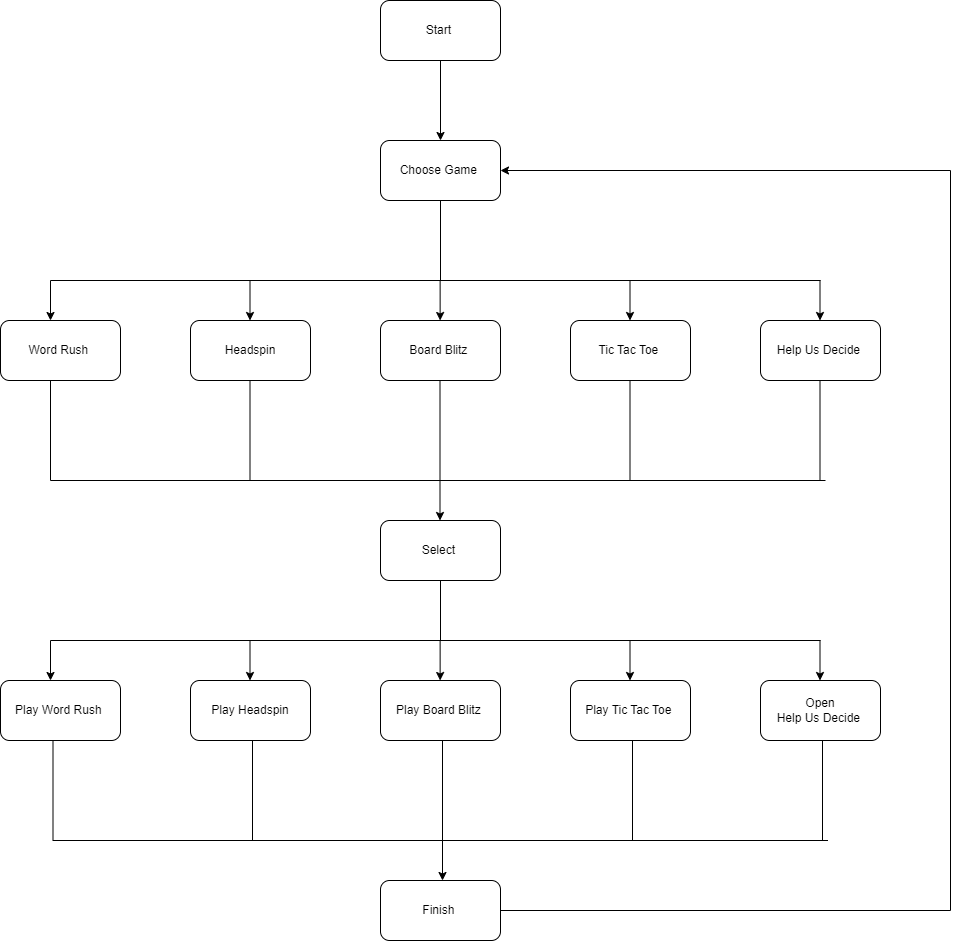 Start
Choose Game
Word Rush
Headspin
Board Blitz
Tic Tac Toe
Help Us Decide
Select
Play Word Rush
Play Headspin
Play Board Blitz
Play Tic Tac Toe
Open
Help Us Decide
Finish